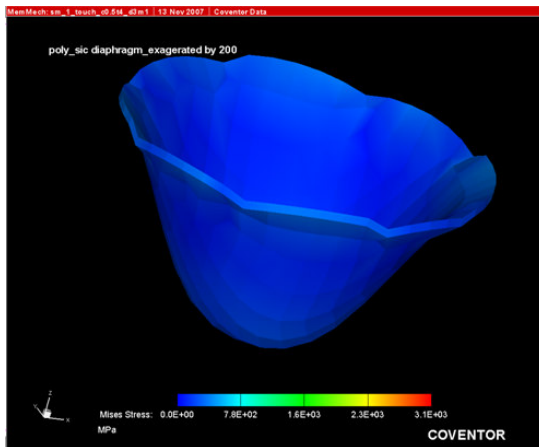 MemMech: sm_1_touch_c0.5t4_d3m1 | 13 Nov 2007 | Coventor Data
poly_sic diaphragm_exagerated by 200
Z
Y
X
Mises Stress: 0.0E+00 7.8E+02 1.6E+03 2.3E+03 3.1E+03
MPa
COVENTOR